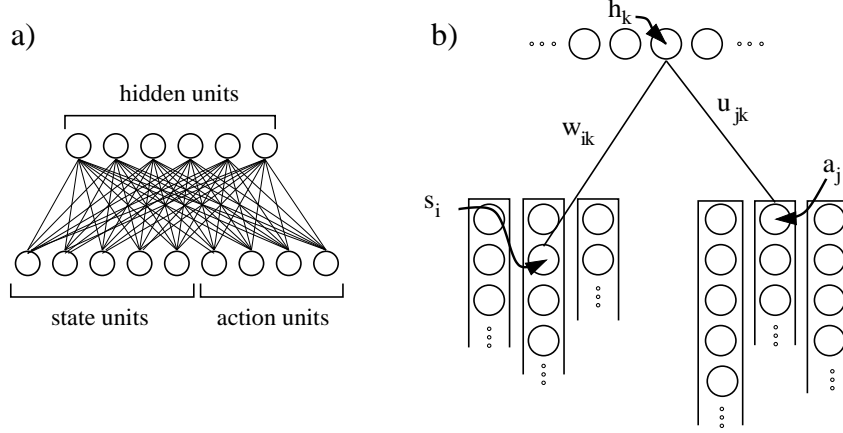 a)
hidden units
state units
action units
b)
h_k
w_ik
u_jk
s_i
a_j